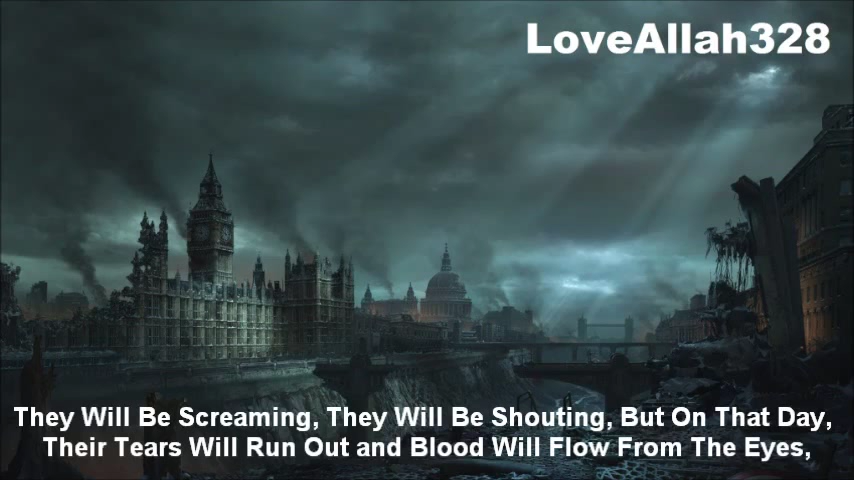 LoveAllah328
They Will Be Screaming, They Will Be Shouting, But On That Day,
Their Tears Will Run Out and Blood Will Flow From The Eyes,